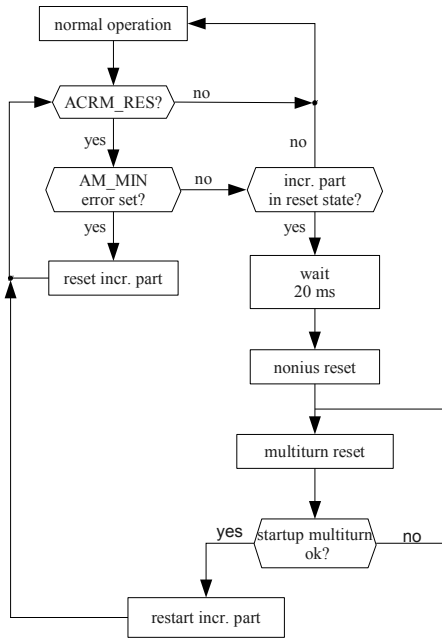 normal operation
ACRM_RES?
no
yes
no
AM_MIN
error set?
no
incr. part
in reset state?
yes
yes
reset incr. part
wait
20 ms
nonius reset
multiturn reset
yes
startup multiturn
ok?
no
restart incr. part